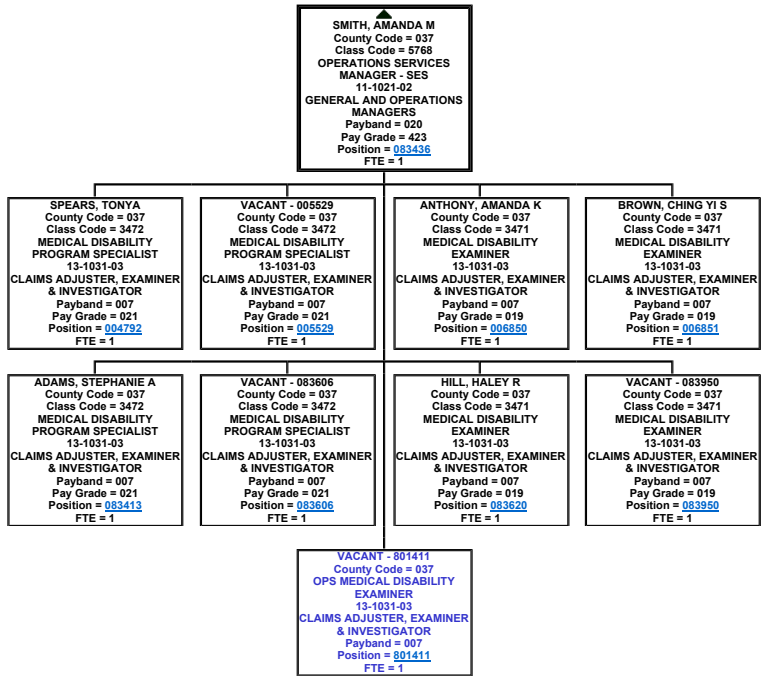 SMITH, AMANDA M
County Code = 037
Class Code = 5768
OPERATIONS SERVICES
MANAGER - SES
11-1021-02
GENERAL AND OPERATIONS
MANAGERS
Payband = 020
Pay Grade = 423
Position = 083436
FTE = 1
SPEARS, TONYA
County Code = 037
Class Code = 3472
MEDICAL DISABILITY
PROGRAM SPECIALIST
13-1031-03
CLAIMS ADJUSTER, EXAMINER
& INVESTIGATOR
Payband = 007
Pay Grade = 021
Position = 004792
FTE = 1
VACANT - 005529
County Code = 037
Class Code = 3472
MEDICAL DISABILITY
PROGRAM SPECIALIST
13-1031-03
CLAIMS ADJUSTER, EXAMINER
& INVESTIGATOR
Payband = 007
Pay Grade = 021
Position = 005529
FTE = 1
ANTHONY, AMANDA K
County Code = 037
Class Code = 3471
MEDICAL DISABILITY
EXAMINER
13-1031-03
CLAIMS ADJUSTER, EXAMINER
& INVESTIGATOR
Payband = 007
Pay Grade = 019
Position = 006850
FTE = 1
BROWN, CHING YI S
County Code = 037
Class Code = 3471
MEDICAL DISABILITY
EXAMINER
13-1031-03
CLAIMS ADJUSTER, EXAMINER
& INVESTIGATOR
Payband = 007
Pay Grade = 019
Position = 006851
FTE = 1
ADAMS, STEPHANIE A
County Code = 037
Class Code = 3472
MEDICAL DISABILITY
PROGRAM SPECIALIST
13-1031-03
CLAIMS ADJUSTER, EXAMINER
& INVESTIGATOR
Payband = 007
Pay Grade = 021
Position = 083413
FTE = 1
VACANT - 083606
County Code = 037
Class Code = 3472
MEDICAL DISABILITY
PROGRAM SPECIALIST
13-1031-03
CLAIMS ADJUSTER, EXAMINER
& INVESTIGATOR
Payband = 007
Pay Grade = 021
Position = 083606
FTE = 1
HILL, HALEY R
County Code = 037
Class Code = 3471
MEDICAL DISABILITY
EXAMINER
13-1031-03
CLAIMS ADJUSTER, EXAMINER
& INVESTIGATOR
Payband = 007
Pay Grade = 019
Position = 083620
FTE = 1
VACANT - 083950
County Code = 037
Class Code = 3471
MEDICAL DISABILITY
EXAMINER
13-1031-03
CLAIMS ADJUSTER, EXAMINER
& INVESTIGATOR
Payband = 007
Pay Grade = 019
Position = 083950
FTE = 1
VACANT - 801411
County Code = 037
OPS MEDICAL DISABILITY
EXAMINER
13-1031-03
CLAIMS ADJUSTER, EXAMINER
& INVESTIGATOR
Payband = 007
Position = 801411
FTE = 1